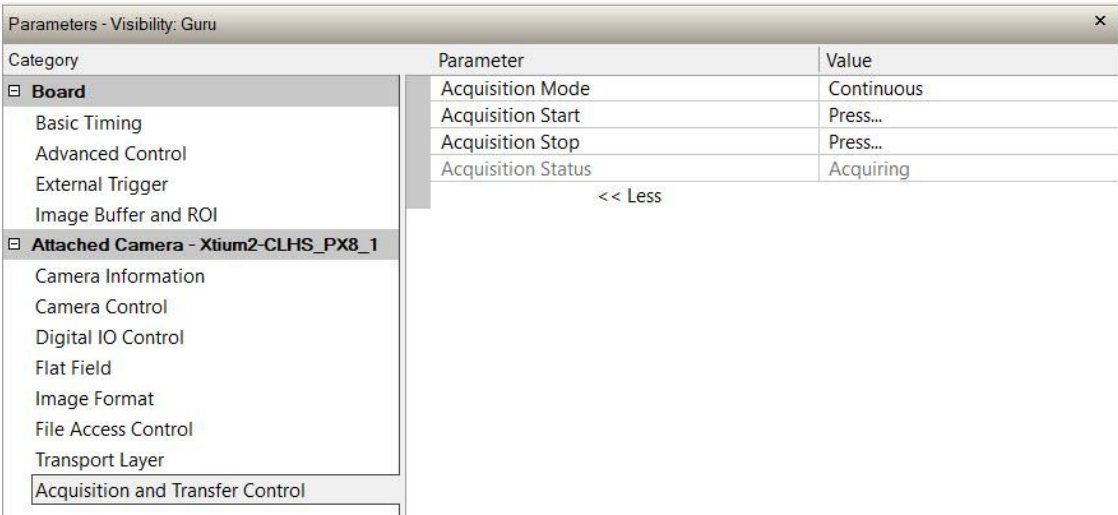 Parameters - Visibility: Guru ×
Category Parameter Value
Board Acquisition Mode Continuous
Basic Timing Acquisition Start Press...
Advanced Control Acquisition Stop Press...
External Trigger Acquisition Status Acquiring
Image Buffer and ROI << Less
Attached Camera - Xtium2-CLHS_PX8_1
Camera Information
Camera Control
Digital IO Control
Flat Field
Image Format
File Access Control
Transport Layer
Acquisition and Transfer Control